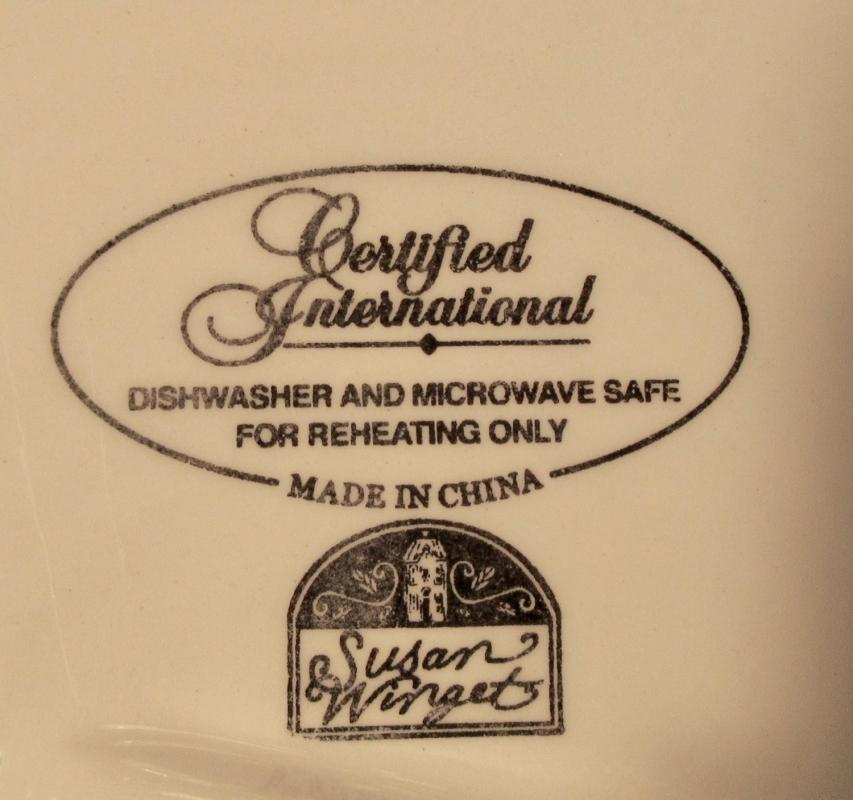 Certified
International
DISHWASHER AND MICROWAVE SAFE
FOR REHEATING ONLY
MADE IN CHINA
Susan
Winget